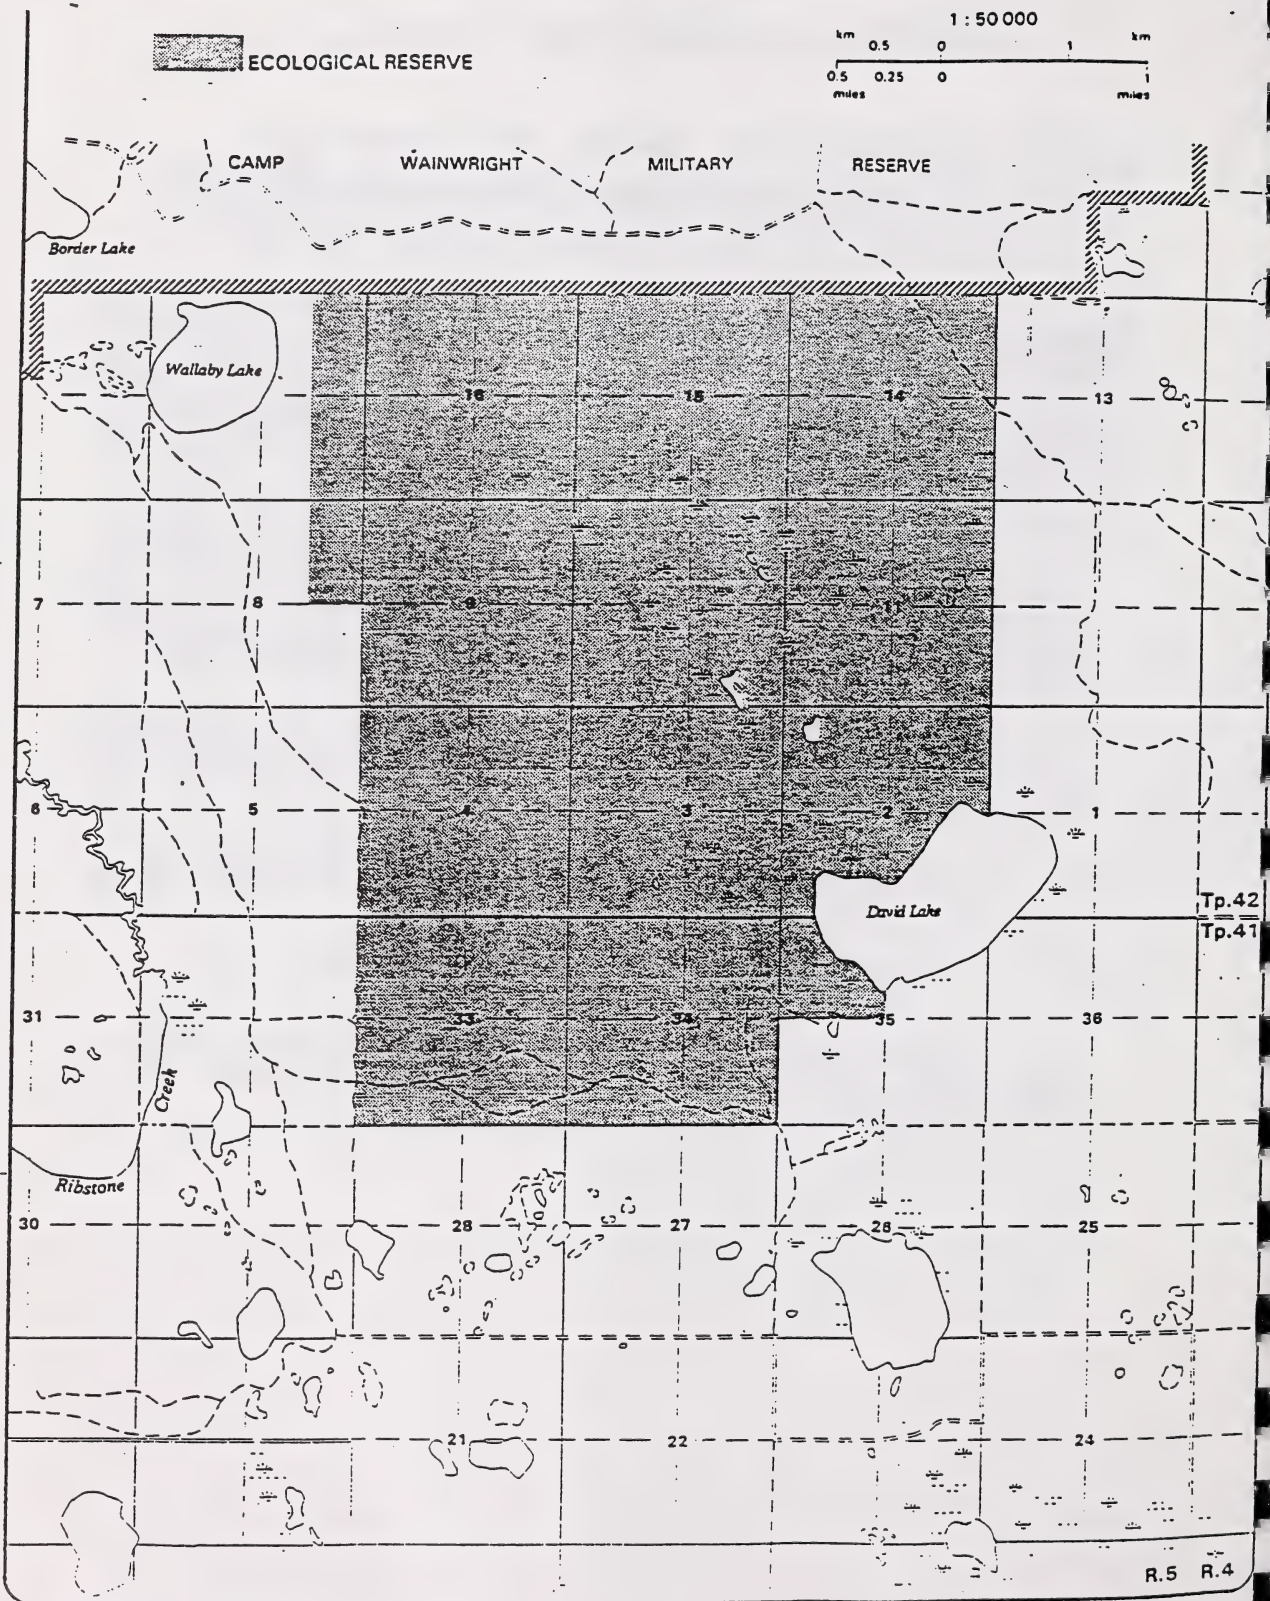 1 : 50 000
km 0.5 0 1 km
0.5 0.25 0 1
miles miles
ECOLOGICAL RESERVE
CAMP WAINWRIGHT MILITARY RESERVE
Border Lake
Wallaby Lake
16 15 14 13
7 8 9 11
6 5 4 3 2 1
David Lake
Tp.42
Tp.41
31 33 34 35 36
Creek
Ribstone
30 28 27 26 25
21 22 24
R.5 R.4